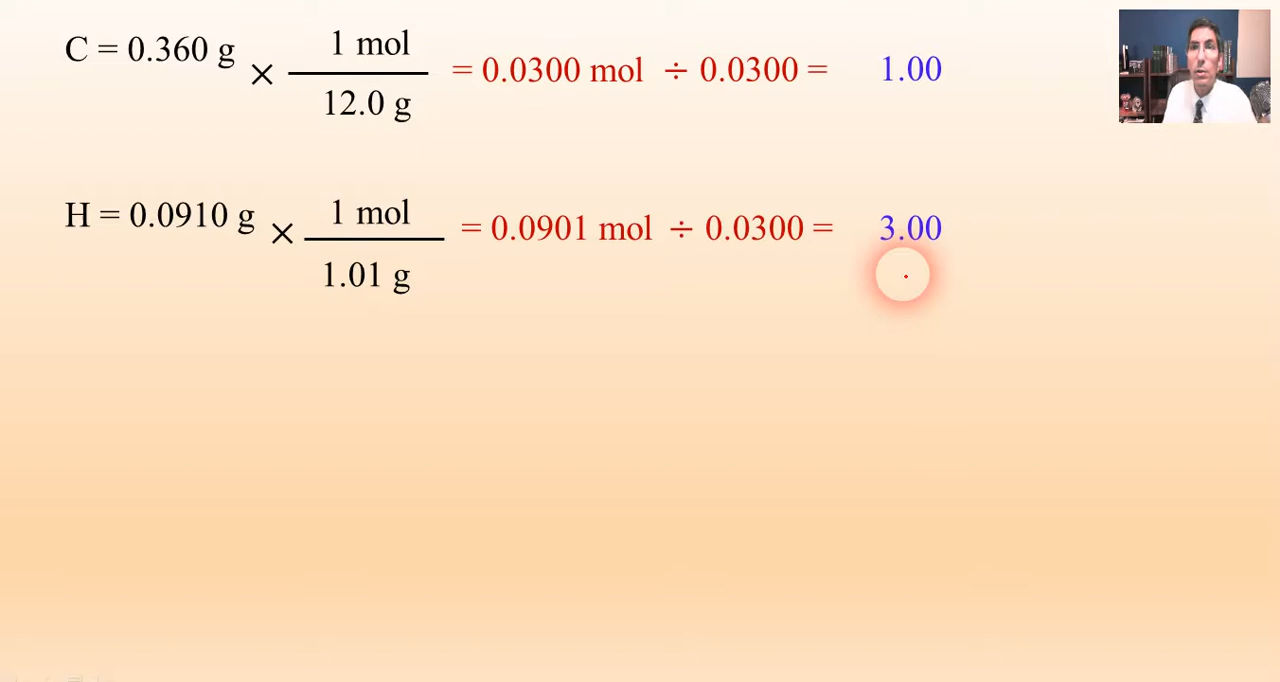 C = 0.360 g × 1 mol / 12.0 g = 0.0300 mol ÷ 0.0300 = 1.00
H = 0.0910 g × 1 mol / 1.01 g = 0.0901 mol ÷ 0.0300 = 3.00